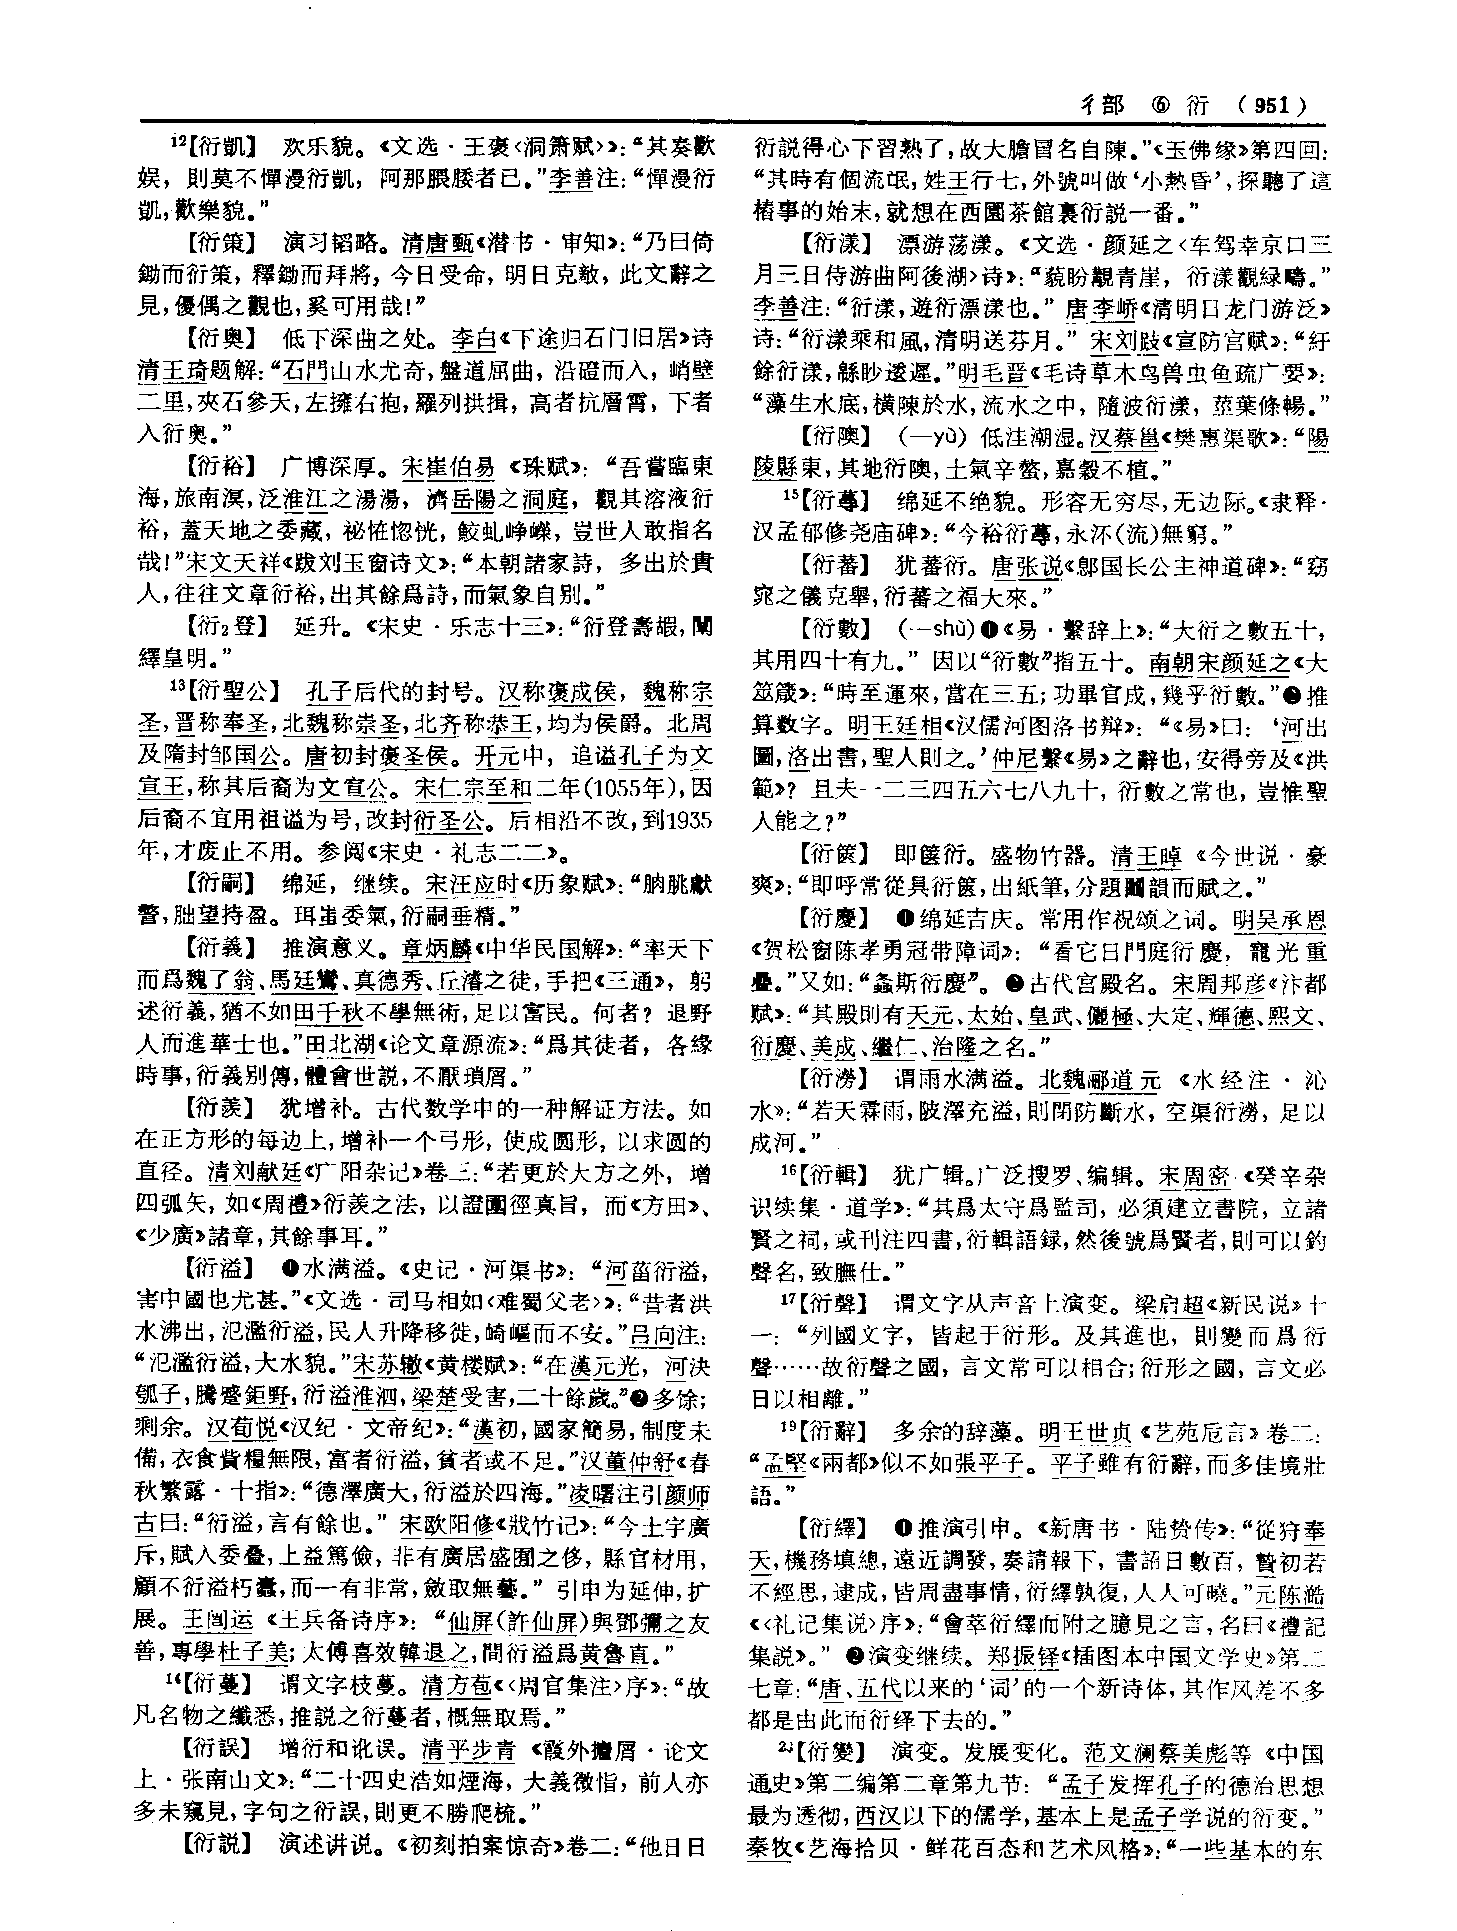 彳部 ⑥ 衍 （951）
12【衍凱】 欢乐貌。《文选·王褒〈洞箫赋〉》：“其奏歡
娱，則莫不憚漫衍凱，阿那腲腇者已。”李善注：“憚漫衍
凱，歡樂貌。”
【衍策】 演习韬略。清唐甄《潜书·审知》：“乃曰倚
鋤而衍策，釋鋤而拜將，今日受命，明日克敵，此文辭之
見，優偶之觀也，奚可用哉！”
【衍奥】 低下深曲之处。李白《下途归石门旧居》诗
清王琦题解：“石門山水尤奇，盤道屈曲，沿磴而入，峭壁
二里，夾石參天，左擁右抱，羅列拱揖，高者抗層霄，下者
入衍奥。”
【衍裕】 广博深厚。宋崔伯易《珠赋》：“吾嘗臨東
海，旅南溟，泛淮江之湯湯，濟岳陽之洞庭，觀其溶液衍
裕，蓋天地之委藏，祕怪惚恍，鮫虬峥嶸，豈世人敢指名
哉！”宋文天祥《跋刘玉窗诗文》：“本朝諸家詩，多出於貴
人，往往文章衍裕，出其餘爲詩，而氣象自别。”
【衍2登】 延升。《宋史·乐志十三》：“衍登壽嘏，闡
繹皇明。”
13【衍聖公】 孔子后代的封号。汉称褒成侯，魏称宗
圣，晋称奉圣，北魏称崇圣，北齐称恭王，均为侯爵。北周
及隋封邹国公。唐初封褒圣侯。开元中，追谥孔子为文
宣王，称其后裔为文宣公。宋仁宗至和二年（1055年），因
后裔不宜用祖谥为号，改封衍圣公。后相沿不改，到1935
年，才废止不用。参阅《宋史·礼志二二》。
【衍嗣】 绵延，继续。宋汪应时《历象赋》：“朒朓獻
警，朏望持盈。珥蚩委氣，衍嗣垂精。”
【衍義】 推演意义。章炳麟《中华民国解》：“率天下
而爲魏了翁、馬廷鸞、真德秀、丘濬之徒，手把《三通》，躬
述衍義，猶不如田千秋不學無術，足以富民。何者？退野
人而進華士也。”田北湖《论文章源流》：“爲其徒者，各緣
時事，衍義别傳，體會世説，不厭瑣屑。”
【衍羡】 犹增补。古代数学中的一种解证方法。如
在正方形的每边上，增补一个弓形，使成圆形，以求圆的
直径。清刘献廷《广阳杂记》卷三：“若更於大方之外，增
四弧矢，如《周禮》衍羡之法，以證圓徑真旨，而《方田》、
《少廣》諸章，其餘事耳。”
【衍溢】 ❶水满溢。《史记·河渠书》：“河菑衍溢，
害中國也尤甚。”《文选·司马相如〈难蜀父老〉》：“昔者洪
水沸出，氾濫衍溢，民人升降移徙，崎嶇而不安。”吕向注：
“氾濫衍溢，大水貌。”宋苏辙《黄楼赋》：“在漢元光，河决
瓠子，騰蹙鉅野，衍溢淮泗，梁楚受害，二十餘歲。”❷多馀；
剩余。汉荀悦《汉纪·文帝纪》：“漢初，國家簡易，制度未
備，衣食貲糧無限，富者衍溢，貧者或不足。”汉董仲舒《春
秋繁露·十指》：“德澤廣大，衍溢於四海。”凌曙注引颜师
古曰：“衍溢，言有餘也。”宋欧阳修《戕竹记》：“今土宇廣
斥，賦入委叠，上益篤儉，非有廣居盛囿之侈，縣官材用，
顧不衍溢朽蠹，而一有非常，斂取無藝。”引申为延伸，扩
展。王闿运《王兵备诗序》：“仙屏（許仙屏）與鄧彌之友
善，專學杜子美；太傅喜效韓退之，間衍溢爲黄魯直。”
14【衍蔓】 谓文字枝蔓。清方苞《〈周官集注〉序》：“故
凡名物之纖悉，推説之衍蔓者，概無取焉。”
【衍誤】 增衍和讹误。清平步青《霞外攟屑·论文
上·张南山文》：“二十四史浩如煙海，大義微恉，前人亦
多未窺見，字句之衍誤，則更不勝爬梳。”
【衍説】 演述讲说。《初刻拍案惊奇》卷二：“他日日
衍説得心下習熟了，故大膽冒名自陳。”《玉佛缘》第四回：
“其時有個流氓，姓王行七，外號叫做‘小熱昏’，探聽了這
樁事的始末，就想在西園茶館裏衍説一番。”
【衍漾】 漂游荡漾。《文选·颜延之〈车驾幸京口三
月三日侍游曲阿後湖〉诗》：“藐盼覯青崖，衍漾觀緑疇。”
李善注：“衍漾，遊衍漂漾也。”唐李峤《清明日龙门游泛》
诗：“衍漾乘和風，清明送芬月。”宋刘跂《宣防宫赋》：“紆
餘衍漾，緜眇逶遲。”明毛晋《毛诗草木鸟兽虫鱼疏广要》：
“藻生水底，横陳於水，流水之中，隨波衍漾，莖葉條暢。”
【衍隩】 （—yù）低洼潮湿。汉蔡邕《樊惠渠歌》：“陽
陵縣東，其地衍隩，土氣辛螫，嘉穀不植。”
15【衍蕁】 绵延不绝貌。形容无穷尽，无边际。《隶释·
汉孟郁修尧庙碑》：“今裕衍蕁，永沠（流）無窮。”
【衍蕃】 犹蕃衍。唐张说《鄎国长公主神道碑》：“窈
窕之儀克舉，衍蕃之福大來。”
【衍數】 （—shù）❶《易·繫辞上》：“大衍之數五十，
其用四十有九。”因以“衍數”指五十。南朝宋颜延之《大
筮箴》：“時至運來，當在三五；功畢官成，幾乎衍數。”❷推
算数字。明王廷相《汉儒河图洛书辩》：“《易》曰：‘河出
圖，洛出書，聖人則之。’仲尼繫《易》之辭也，安得旁及《洪
範》？且夫一二三四五六七八九十，衍數之常也，豈惟聖
人能之？”
【衍篋】 即篋衍。盛物竹器。清王晫《今世说·豪
爽》：“即呼常從具衍篋，出紙筆，分題鬮韻而賦之。”
【衍慶】 ❶绵延吉庆。常用作祝颂之词。明吴承恩
《贺松窗陈孝勇冠带障词》：“看它日門庭衍慶，寵光重
疊。”又如：“螽斯衍慶”。❷古代宫殿名。宋周邦彦《汴都
赋》：“其殿則有天元、太始、皇武、儷極、大定、輝德、熙文、
衍慶、美成、繼仁、治隆之名。”
【衍澇】 谓雨水满溢。北魏郦道元《水经注·沁
水》：“若天霖雨，陂澤充溢，則閉防斷水，空渠衍澇，足以
成河。”
16【衍輯】 犹广辑。广泛搜罗、编辑。宋周密《癸辛杂
识续集·道学》：“其爲太守爲監司，必須建立書院，立諸
賢之祠，或刊注四書，衍輯語録，然後號爲賢者，則可以釣
聲名，致膴仕。”
17【衍聲】 谓文字从声音上演变。梁启超《新民说》十
一：“列國文字，皆起于衍形。及其進也，則變而爲衍
聲……故衍聲之國，言文常可以相合；衍形之國，言文必
日以相離。”
19【衍辭】 多余的辞藻。明王世贞《艺苑卮言》卷二：
“孟堅《兩都》似不如張平子。平子雖有衍辭，而多佳境壯
語。”
【衍繹】 ❶推演引申。《新唐书·陆贽传》：“從狩奉
天，機務填總，遠近調發，奏請報下，書詔日數百，贄初若
不經思，逮成，皆周盡事情，衍繹孰復，人人可曉。”元陈澔
《〈礼记集说〉序》：“會萃衍繹而附之臆見之言，名曰《禮記
集説》。”❷演变继续。郑振铎《插图本中国文学史》第二
七章：“唐、五代以来的‘词’的一个新诗体，其作风差不多
都是由此而衍绎下去的。”
23【衍變】 演变。发展变化。范文澜蔡美彪等《中国
通史》第二编第二章第九节：“孟子发挥孔子的德治思想
最为透彻，西汉以下的儒学，基本上是孟子学说的衍变。”
秦牧《艺海拾贝·鲜花百态和艺术风格》：“一些基本的东